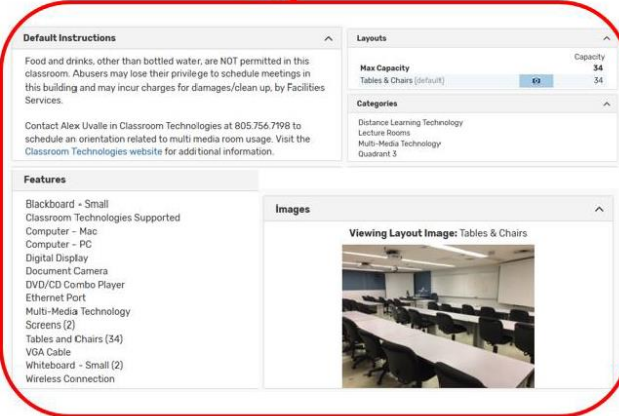 Default Instructions
Food and drinks, other than bottled water, are NOT permitted in this
classroom. Abusers may lose their privilege to schedule meetings in
this building and may incur charges for damages/clean up, by Facilities
Services.
Contact Alex Uvalle in Classroom Technologies at 805.756.7198 to
schedule an orientation related to multi media room usage. Visit the
Classroom Technologies website for additional information.
Layouts
Capacity
Max Capacity 34
Tables & Chairs (default) 34
Categories
Distance Learning Technology
Lecture Rooms
Multi-Media Technology
Quadrant 3
Features
Blackboard - Small
Classroom Technologies Supported
Computer - Mac
Computer - PC
Digital Display
Document Camera
DVD/CD Combo Player
Ethernet Port
Multi-Media Technology
Screens (2)
Tables and Chairs (34)
VGA Cable
Whiteboard - Small (2)
Wireless Connection
Images
Viewing Layout Image: Tables & Chairs